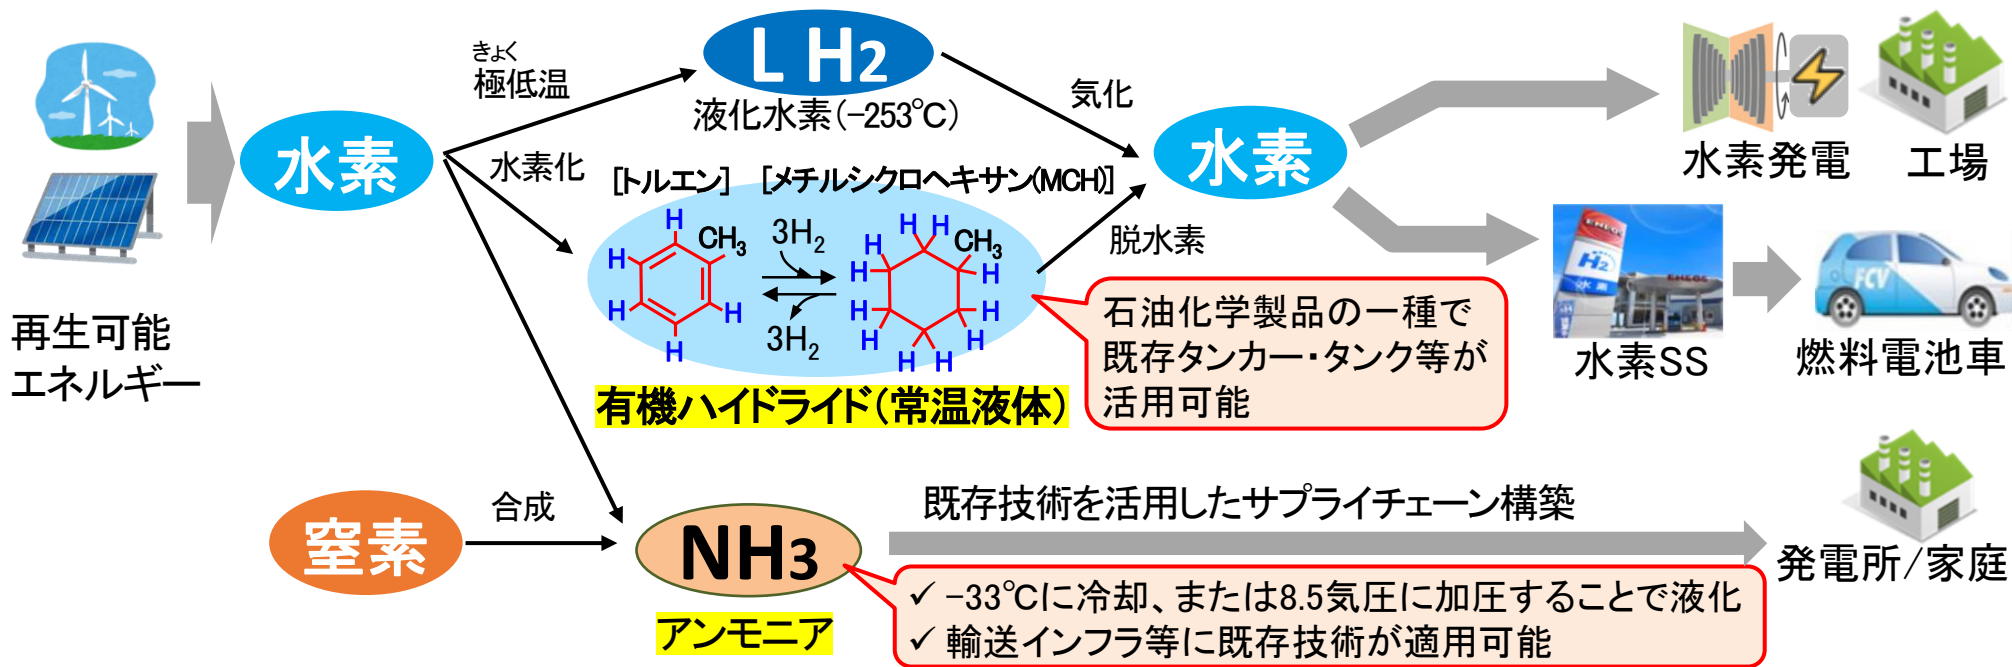 再生可能
エネルギー
水素
きょく
極低温
水素化
LH2
液化水素(-253℃)
気化
[トルエン]
[メチルシクロヘキサン(MCH)]
H
H
H
H
H
CH3
3H2
3H2
H
H
H
H
H
H
H
H
H
H
H
CH3
脱水素
有機ハイドライド(常温液体)
石油化学製品の一種で
既存タンカー・タンク等が
活用可能
水素
水素発電
工場
ENEOS
H2
水素
ENEOS
水素SS
FCV
燃料電池車
窒素
合成
NH3
アンモニア
既存技術を活用したサプライチェーン構築
✓ -33℃に冷却、または8.5気圧に加圧することで液化
✓ 輸送インフラ等に既存技術が適用可能
発電所/家庭